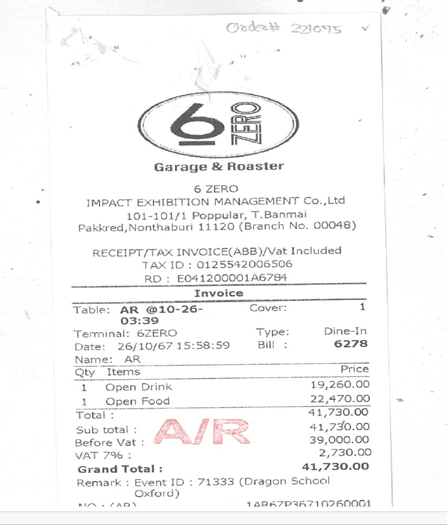 Order# 221095 ✓
6 ZERO
Garage & Roaster
6 ZERO
IMPACT EXHIBITION MANAGEMENT Co.,Ltd
101-101/1 Poppular, T.Banmai
Pakkred,Nonthaburi 11120 (Branch No. 00048)
RECEIPT/TAX INVOICE(ABB)/Vat Included
TAX ID : 0125542006506
RD : E041200001A6784
Invoice
Table: AR @10-26-03:39 Cover: 1
Terminal: 6ZERO Type: Dine-In
Date: 26/10/67 15:58:59 Bill : 6278
Name: AR
Qty Items Price
1 Open Drink 19,260.00
1 Open Food 22,470.00
Total : 41,730.00
Sub total : 41,730.00
A/R
Before Vat : 39,000.00
VAT 7% : 2,730.00
Grand Total : 41,730.00
Remark : Event ID : 71333 (Dragon School
Oxford)
NO : (AR) 1AR67P36710260001